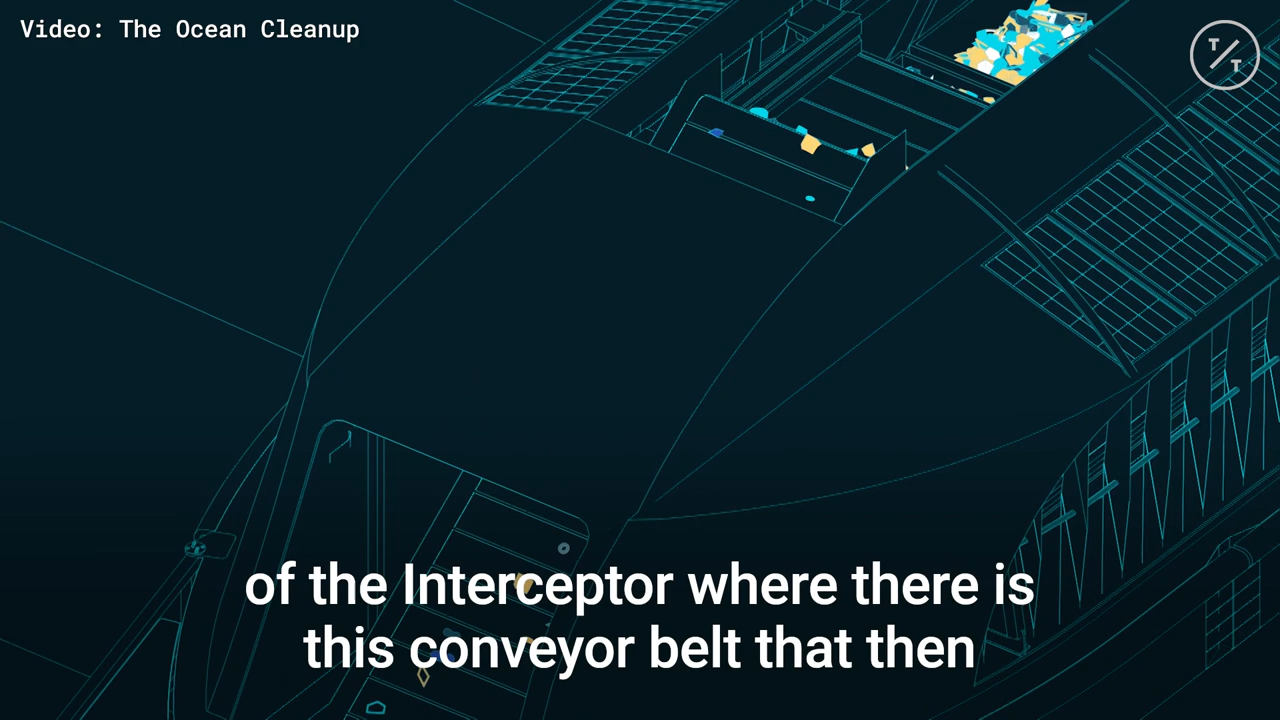 Video: The Ocean Cleanup
T/T
of the Interceptor where there is
this conveyor belt that then